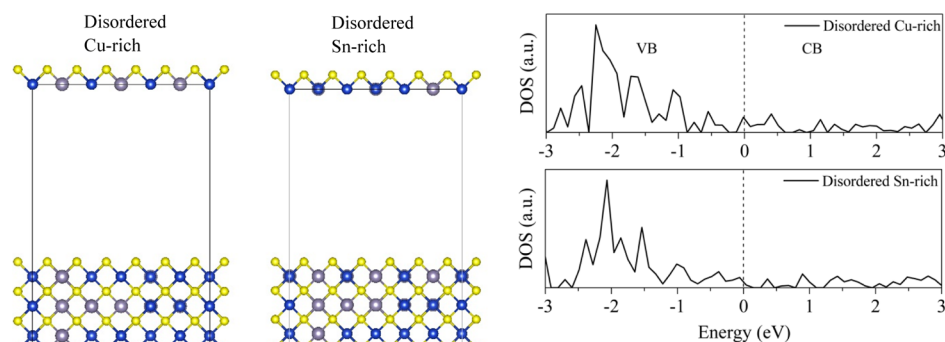 Disordered
Cu-rich
Disordered
Sn-rich
DOS (a.u.)
VB
CB
Disordered Cu-rich
-3 -2 -1 0 1 2 3
DOS (a.u.)
Disordered Sn-rich
-3 -2 -1 0 1 2 3
Energy (eV)